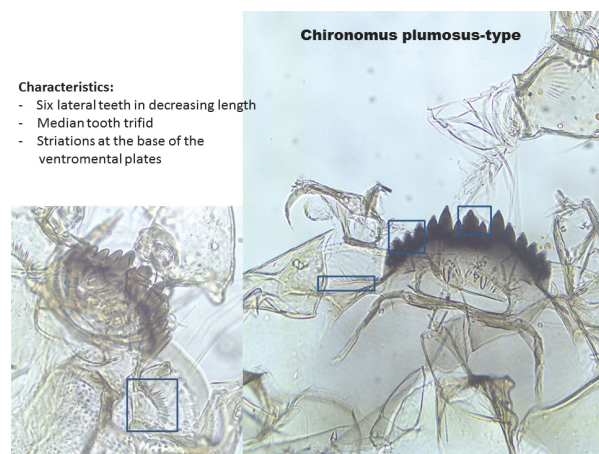 Chironomus plumosus-type
Characteristics:
- Six lateral teeth in decreasing length
- Median tooth trifid
- Striations at the base of the
ventromental plates